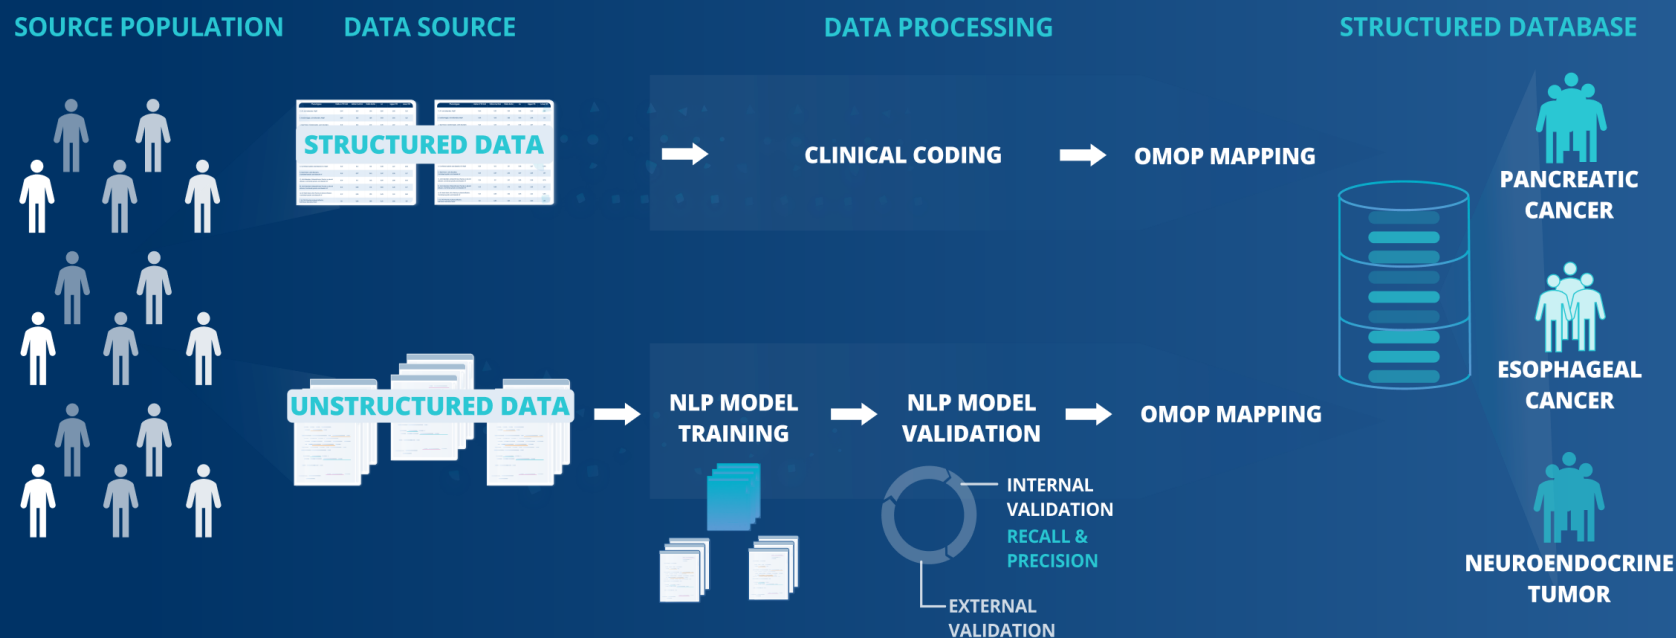 SOURCE POPULATION
DATA SOURCE
DATA PROCESSING
STRUCTURED DATABASE
STRUCTURED DATA
CLINICAL CODING
OMOP MAPPING
PANCREATIC
CANCER
ESOPHAGEAL
CANCER
NEUROENDOCRINE
TUMOR
UNSTRUCTURED DATA
NLP MODEL
TRAINING
NLP MODEL
VALIDATION
OMOP MAPPING
INTERNAL
VALIDATION
RECALL &
PRECISION
EXTERNAL
VALIDATION